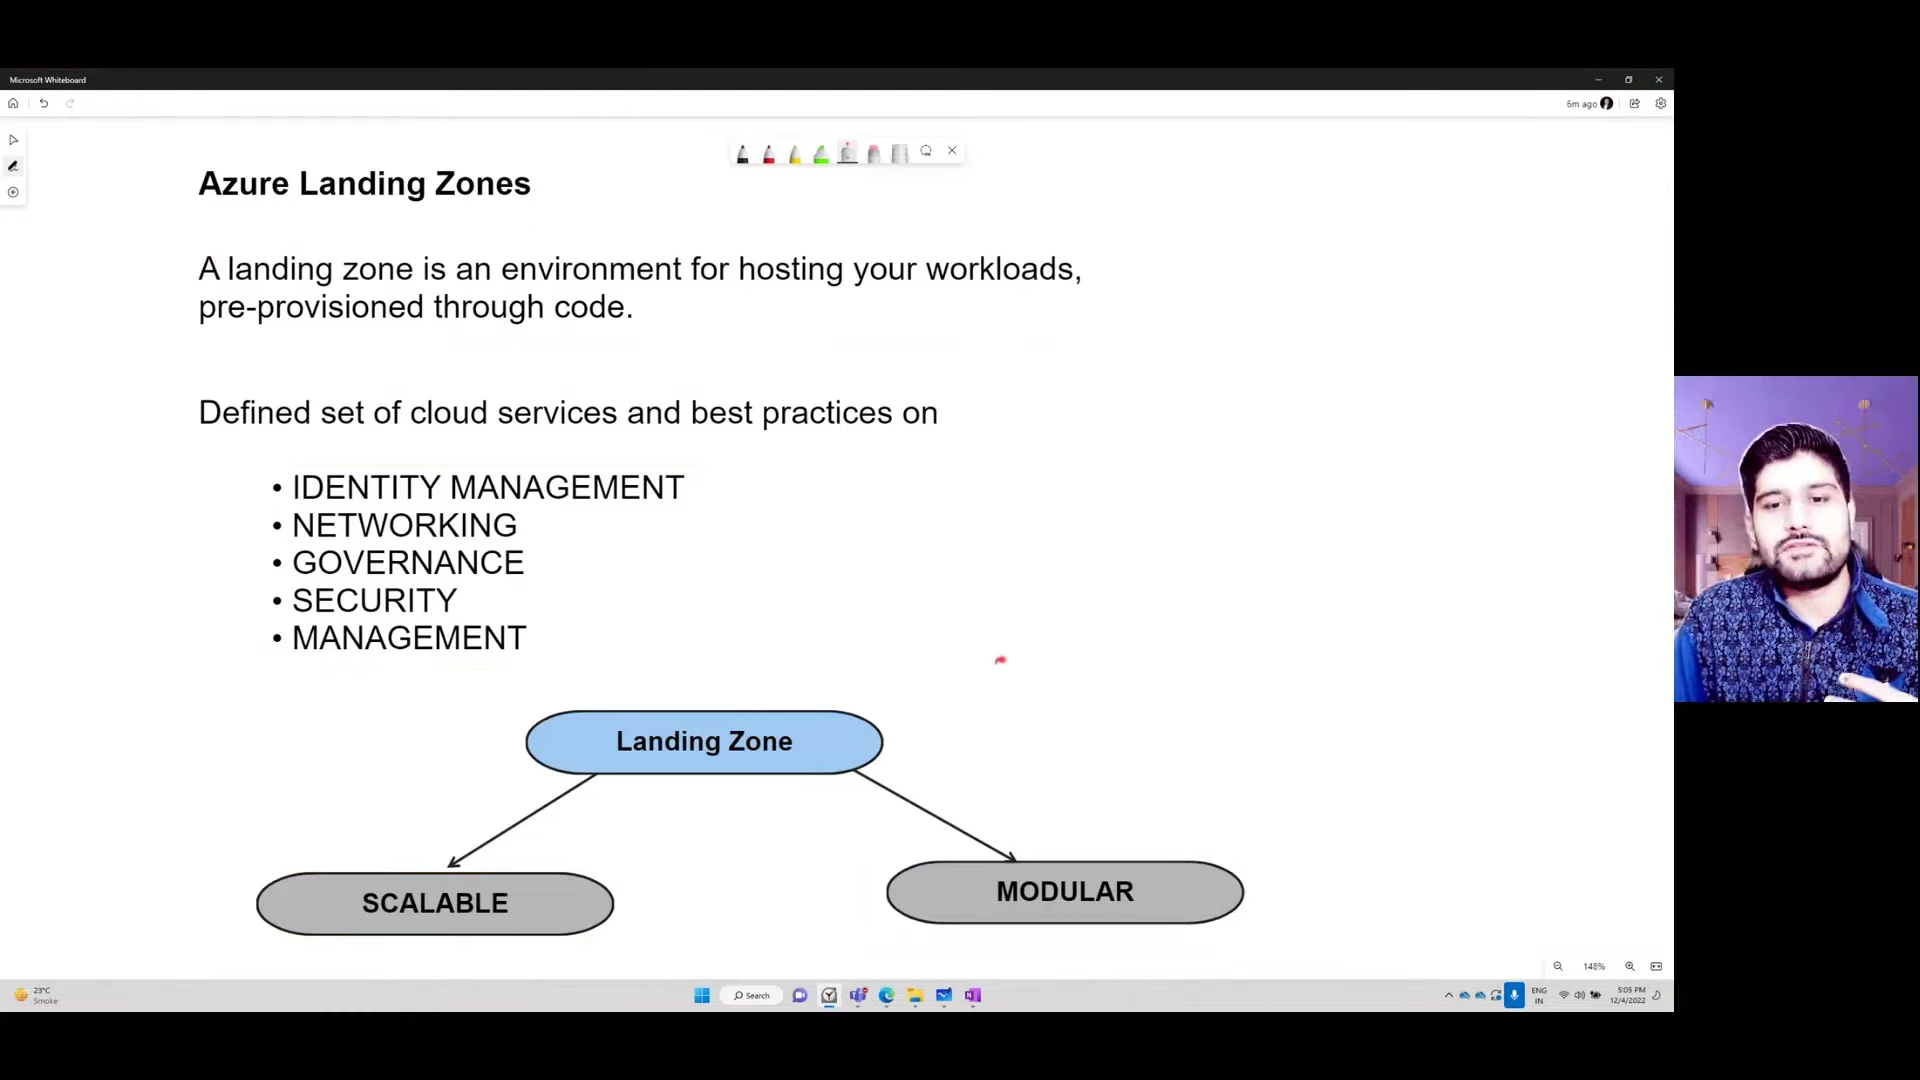 Microsoft Whiteboard
6m ago
Azure Landing Zones
A landing zone is an environment for hosting your workloads,
pre-provisioned through code.
Defined set of cloud services and best practices on
• IDENTITY MANAGEMENT
• NETWORKING
• GOVERNANCE
• SECURITY
• MANAGEMENT
Landing Zone
SCALABLE
MODULAR
148%
23°C
Smoke
Search
ENG
IN
5:05 PM
12/4/2022